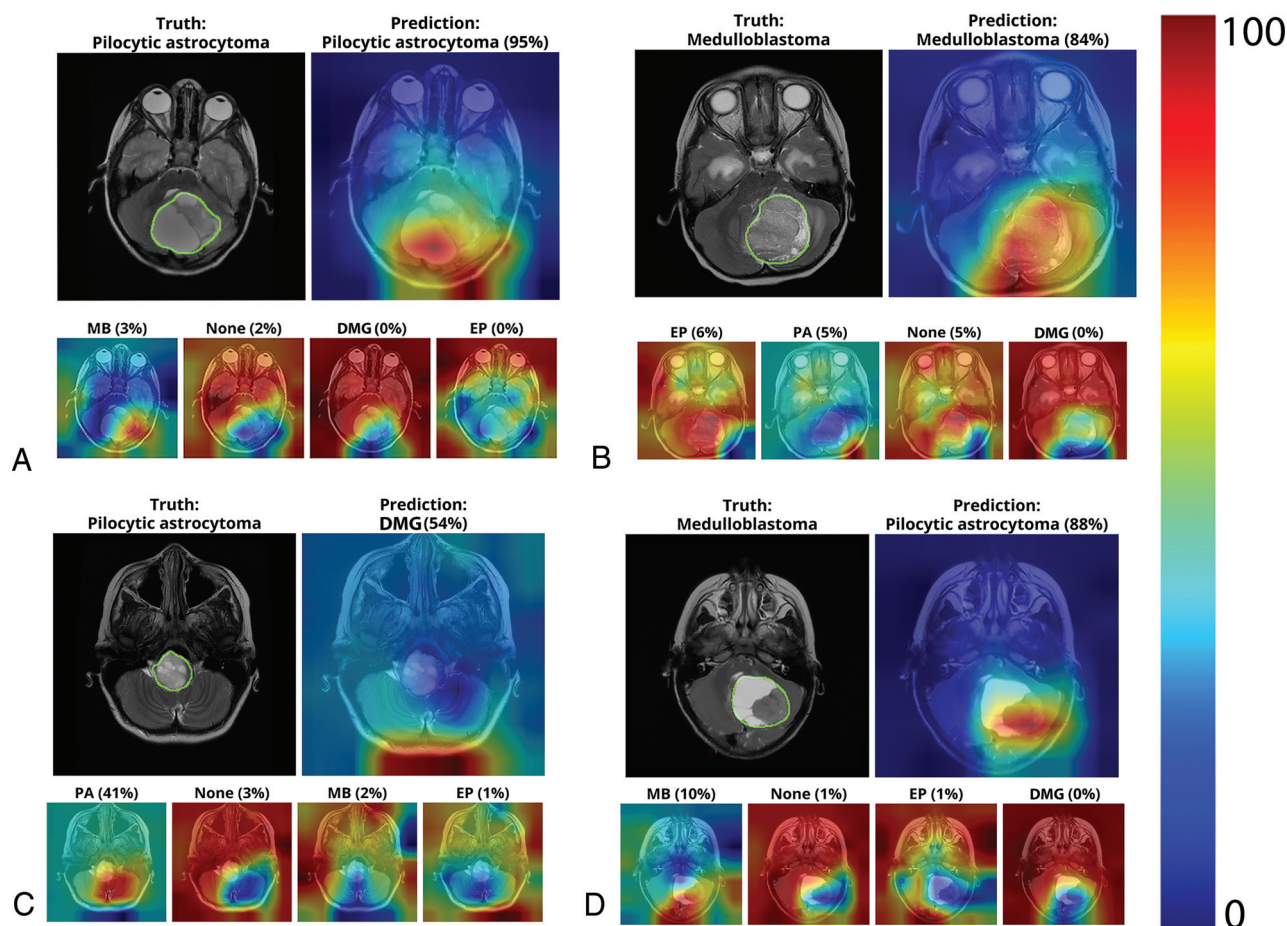 Truth:
Pilocytic astrocytoma
Prediction:
Pilocytic astrocytoma (95%)
MB (3%)
None (2%)
DMG (0%)
EP (0%)
A
Truth:
Medulloblastoma
Prediction:
Medulloblastoma (84%)
EP (6%)
PA (5%)
None (5%)
DMG (0%)
B
Truth:
Pilocytic astrocytoma
Prediction:
DMG (54%)
PA (41%)
None (3%)
MB (2%)
EP (1%)
C
Truth:
Medulloblastoma
Prediction:
Pilocytic astrocytoma (88%)
MB (10%)
None (1%)
EP (1%)
DMG (0%)
D
100
0